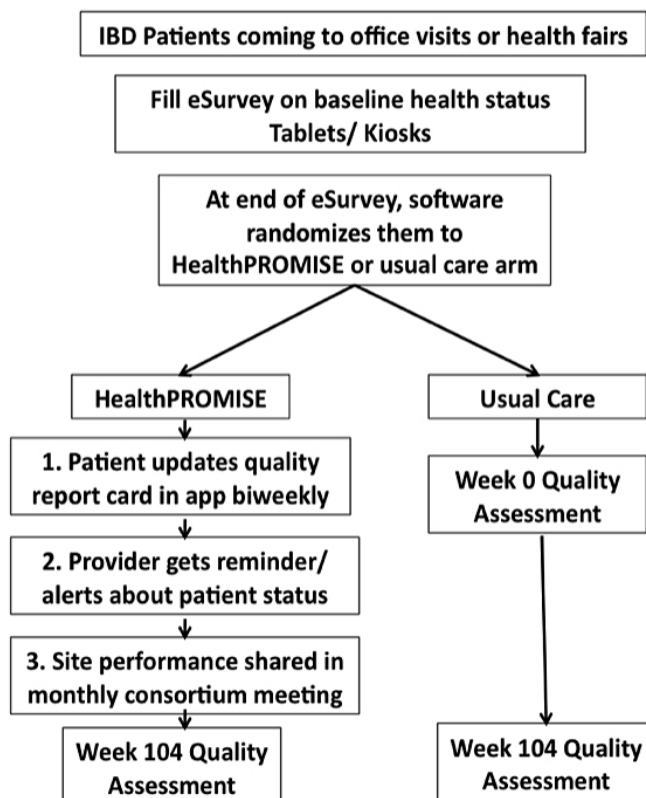 IBD Patients coming to office visits or health fairs
Fill eSurvey on baseline health status
Tablets/ Kiosks
At end of eSurvey, software
randomizes them to
HealthPROMISE or usual care arm
HealthPROMISE
1. Patient updates quality
report card in app biweekly
2. Provider gets reminder/
alerts about patient status
3. Site performance shared in
monthly consortium meeting
Week 104 Quality
Assessment
Usual Care
Week 0 Quality
Assessment
Week 104 Quality
Assessment